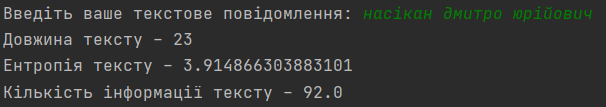 Введіть ваше текстове повідомлення: насікан дмитро юрійович
Довжина тексту – 23
Ентропія тексту – 3.914866303883101
Кількість інформації тексту – 92.0